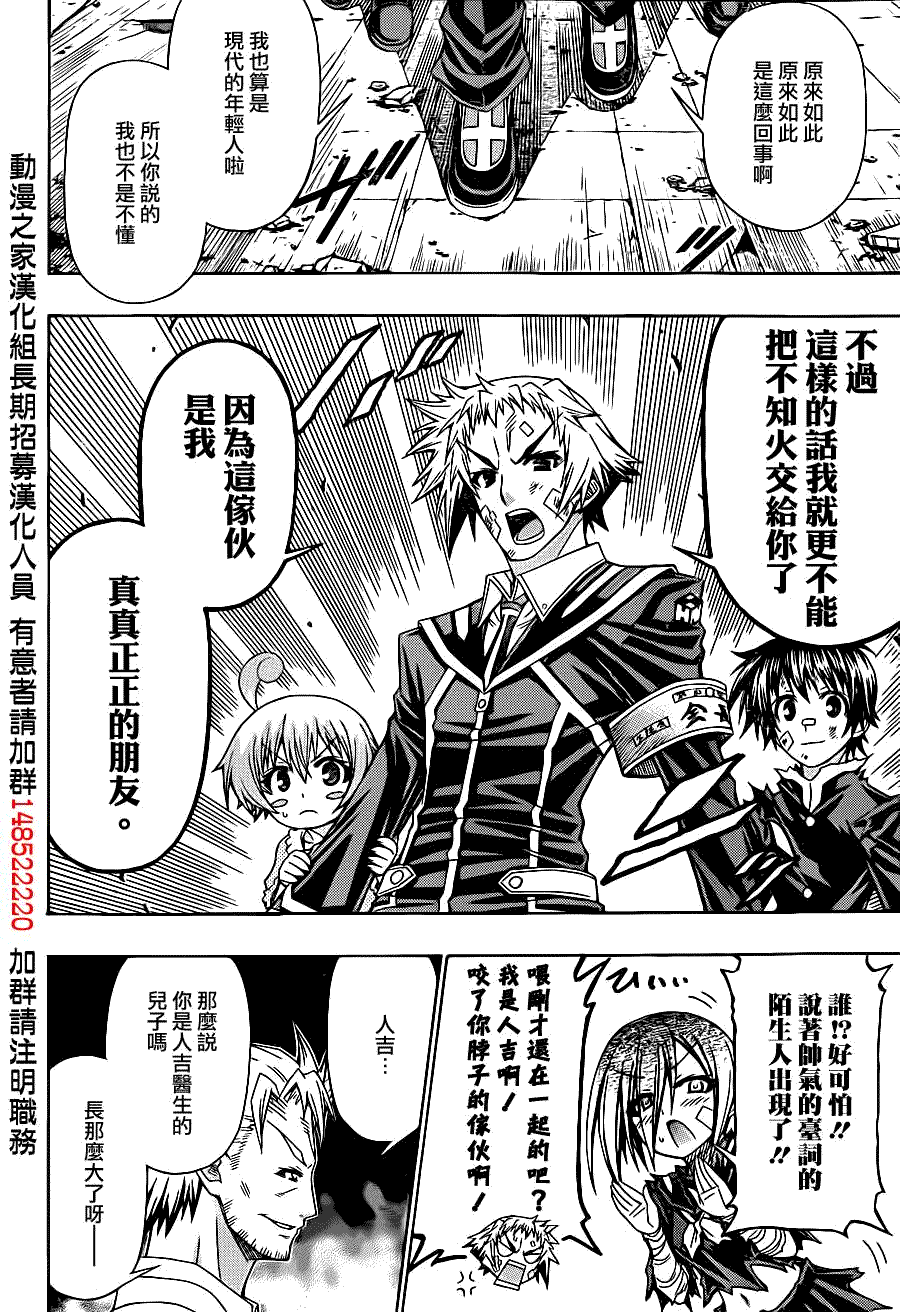 原來如此
原來如此
是這麼回事啊
我也算是
現代的年輕人啦
所以你說的
我也不是不懂
不過
這樣的話我就更不能
把不知火交給你了
因為這傢伙
是我
真真正正的朋友。
誰!?好可怕!!
說著帥氣的臺詞的
陌生人出現了!!
喂剛才還在一起的吧?
我是人吉啊!
咬了你脖子的傢伙啊!
人吉…
那麼說
你是人吉醫生的
兒子嗎
長那麼大了呀——
動漫之家漢化組長期招募漢化人員 有意者請加群148522220 加群請注明職務